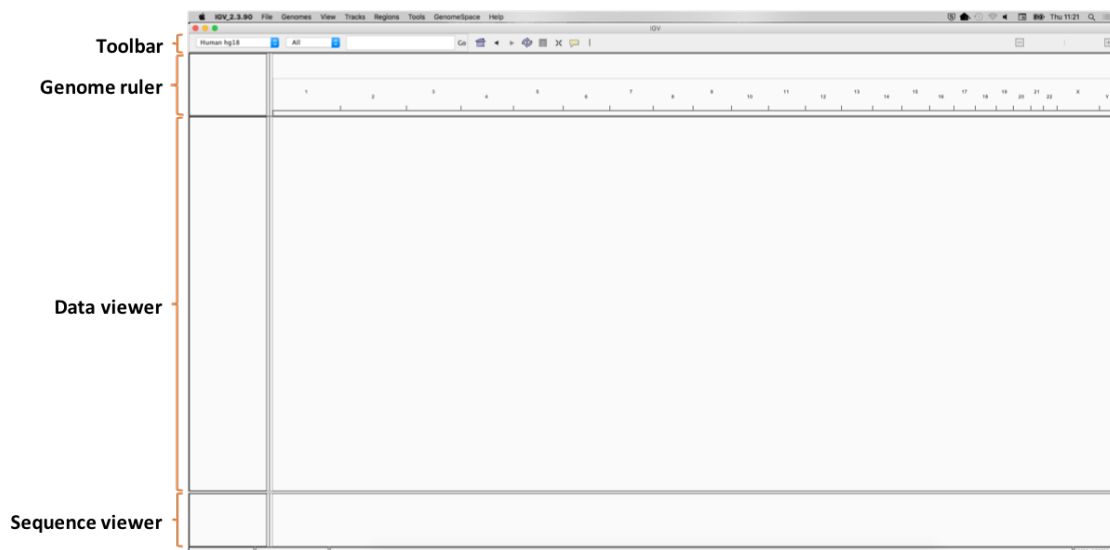 IGV_2.3.90 File Genomes View Tracks Regions Tools GenomeSpace Help
Thu 11:21
IGV
Toolbar
Human hg18 All Go
Genome ruler
1 2 3 4 5 6 7 8 9 10 11 12 13 14 15 16 17 18 19 20 21 22 X Y
Data viewer
Sequence viewer